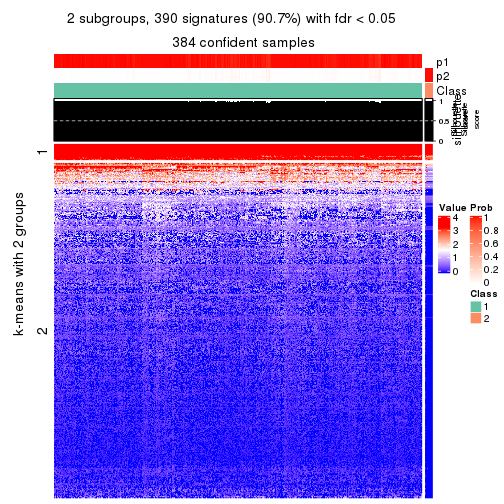 2 subgroups, 390 signatures (90.7%) with fdr < 0.05
384 confident samples
p1
p2
Class
1
0.5
0
silhouette
score
1
2
k-means with 2 groups
Value
4
3
2
1
0
Prob
1
0.8
0.6
0.4
0.2
0
Class
1
2